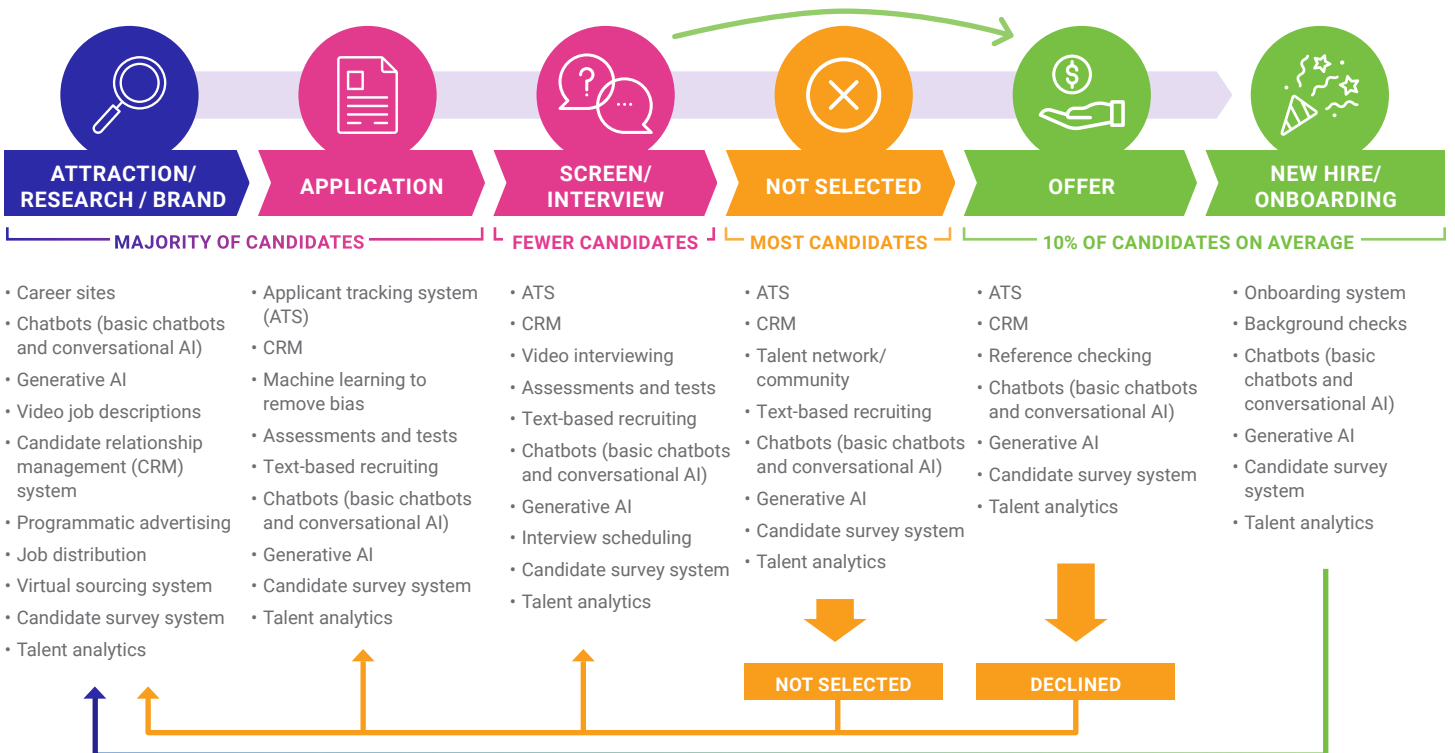 ?
...
$
ATTRACTION/
RESEARCH / BRAND
APPLICATION
SCREEN/
INTERVIEW
NOT SELECTED
OFFER
NEW HIRE/
ONBOARDING
MAJORITY OF CANDIDATES
FEWER CANDIDATES
MOST CANDIDATES
10% OF CANDIDATES ON AVERAGE
• Career sites
• Chatbots (basic chatbots
and conversational AI)
• Generative AI
• Video job descriptions
• Candidate relationship
management (CRM)
system
• Programmatic advertising
• Job distribution
• Virtual sourcing system
• Candidate survey system
• Talent analytics
• Applicant tracking system
(ATS)
• CRM
• Machine learning to
remove bias
• Assessments and tests
• Text-based recruiting
• Chatbots (basic chatbots
and conversational AI)
• Generative AI
• Candidate survey system
• Talent analytics
• ATS
• CRM
• Video interviewing
• Assessments and tests
• Text-based recruiting
• Chatbots (basic chatbots
and conversational AI)
• Generative AI
• Interview scheduling
• Candidate survey system
• Talent analytics
• ATS
• CRM
• Talent network/
community
• Text-based recruiting
• Chatbots (basic chatbots
and conversational AI)
• Generative AI
• Candidate survey system
• Talent analytics
• ATS
• CRM
• Reference checking
• Chatbots (basic chatbots
and conversational AI)
• Generative AI
• Candidate survey system
• Talent analytics
• Onboarding system
• Background checks
• Chatbots (basic
chatbots and
conversational AI)
• Generative AI
• Candidate survey
system
• Talent analytics
NOT SELECTED
DECLINED